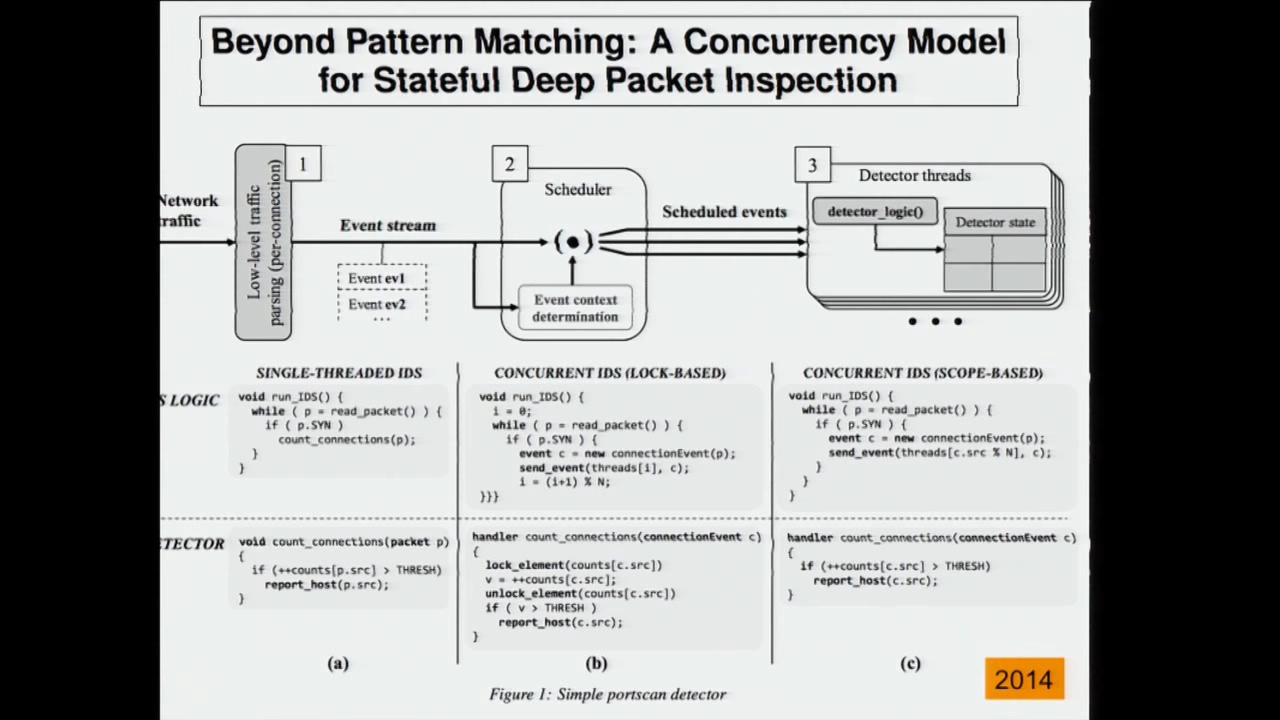 Beyond Pattern Matching: A Concurrency Model
for Stateful Deep Packet Inspection
Network
raffic
Low-level traffic
parsing (per-connection)
1
Event stream
Event ev1
Event ev2
...
2
Scheduler
Event context
determination
Scheduled events
3
Detector threads
detector_logic()
Detector state
SINGLE-THREADED IDS
CONCURRENT IDS (LOCK-BASED)
CONCURRENT IDS (SCOPE-BASED)
S LOGIC
void run_IDS() {
while ( p = read_packet() ) {
if ( p.SYN )
count_connections(p);
}
}
void run_IDS() {
i = 0;
while ( p = read_packet() ) {
if ( p.SYN ) {
event c = new connectionEvent(p);
send_event(threads[i], c);
i = (i+1) % N;
}}}
void run_IDS() {
while ( p = read_packet() ) {
if ( p.SYN ) {
event c = new connectionEvent(p);
send_event(threads[c.src % N], c);
}
}
}
ETECTOR
void count_connections(packet p)
{
if (++counts[p.src] > THRESH)
report_host(p.src);
}
handler count_connections(connectionEvent c)
{
lock_element(counts[c.src])
v = ++counts[c.src];
unlock_element(counts[c.src])
if ( v > THRESH )
report_host(c.src);
}
handler count_connections(connectionEvent c)
{
if (++counts[c.src] > THRESH)
report_host(c.src);
}
(a)
(b)
(c)
Figure 1: Simple portscan detector
2014